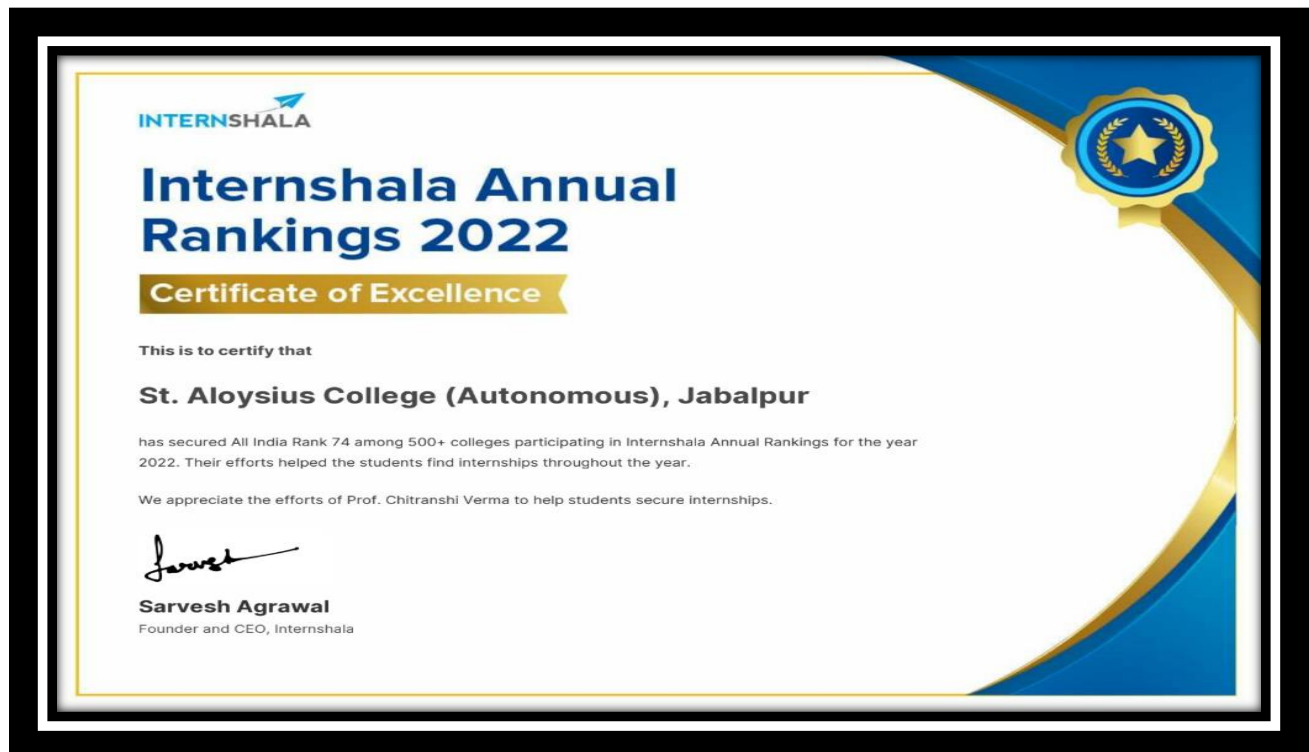 INTERNSHALA
Internshala Annual
Rankings 2022
Certificate of Excellence
This is to certify that
St. Aloysius College (Autonomous), Jabalpur
has secured All India Rank 74 among 500+ colleges participating in Internshala Annual Rankings for the year
2022. Their efforts helped the students find internships throughout the year.
We appreciate the efforts of Prof. Chitranshi Verma to help students secure internships.
Sarvesh
Sarvesh Agrawal
Founder and CEO, Internshala